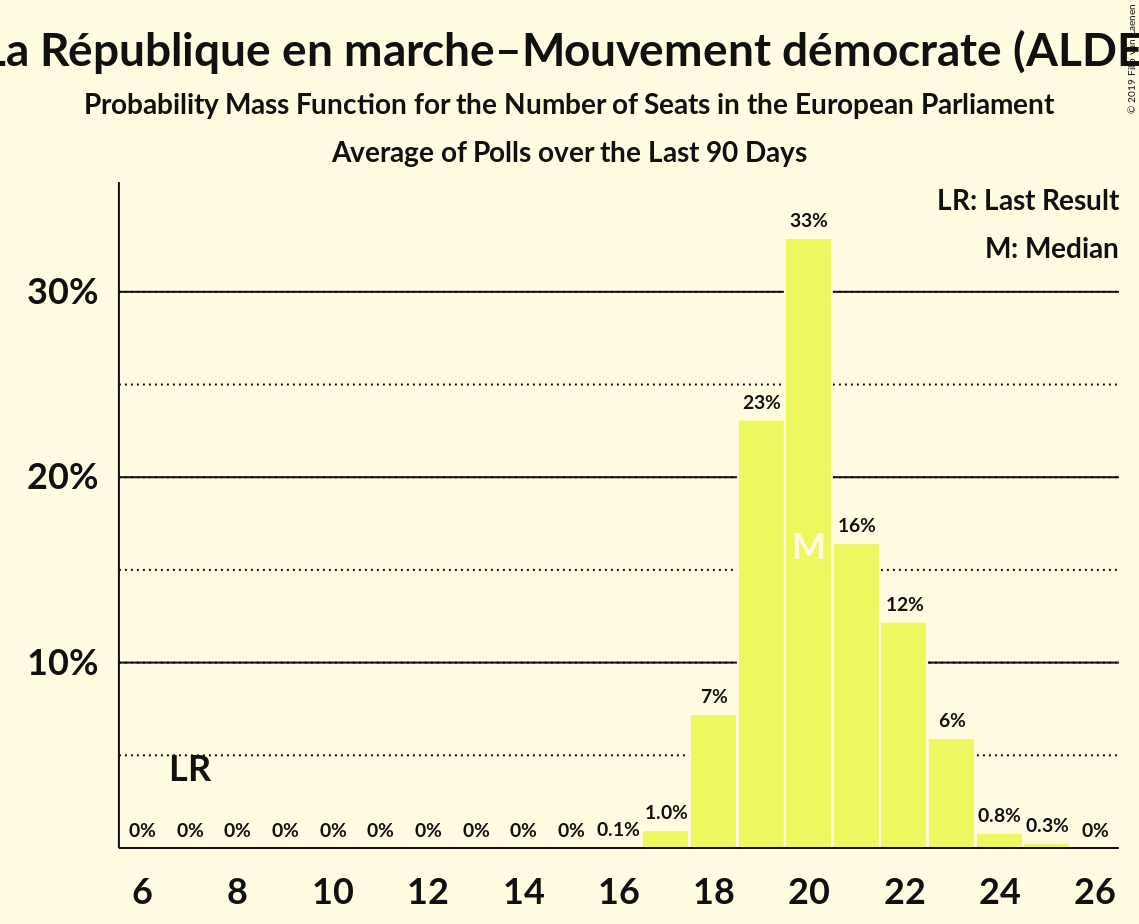 La République en marche–Mouvement démocrate (ALDE
Probability Mass Function for the Number of Seats in the European Parliament
Average of Polls over the Last 90 Days
© 2019
LR: Last Result
M: Median
33%
30%
23%
20%
16%
M
12%
10%
7%
6%
LR
0% 0% 0% 0% 0% 0% 0% 0% 0% 0% 0.1% 1.0% 0.8% 0.3% 0%
6 8 10 12 14 16 18 20 22 24 26